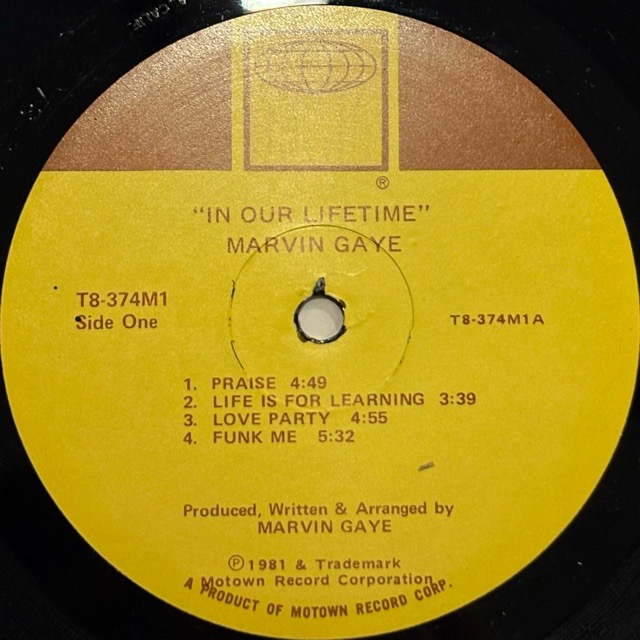 ®
"IN OUR LIFETIME"
MARVIN GAYE
T8-374M1
Side One
T8-374M1A
1. PRAISE 4:49
2. LIFE IS FOR LEARNING 3:39
3. LOVE PARTY 4:55
4. FUNK ME 5:32
Produced, Written & Arranged by
MARVIN GAYE
℗ 1981 & Trademark
Motown Record Corporation
A PRODUCT OF MOTOWN RECORD CORP.